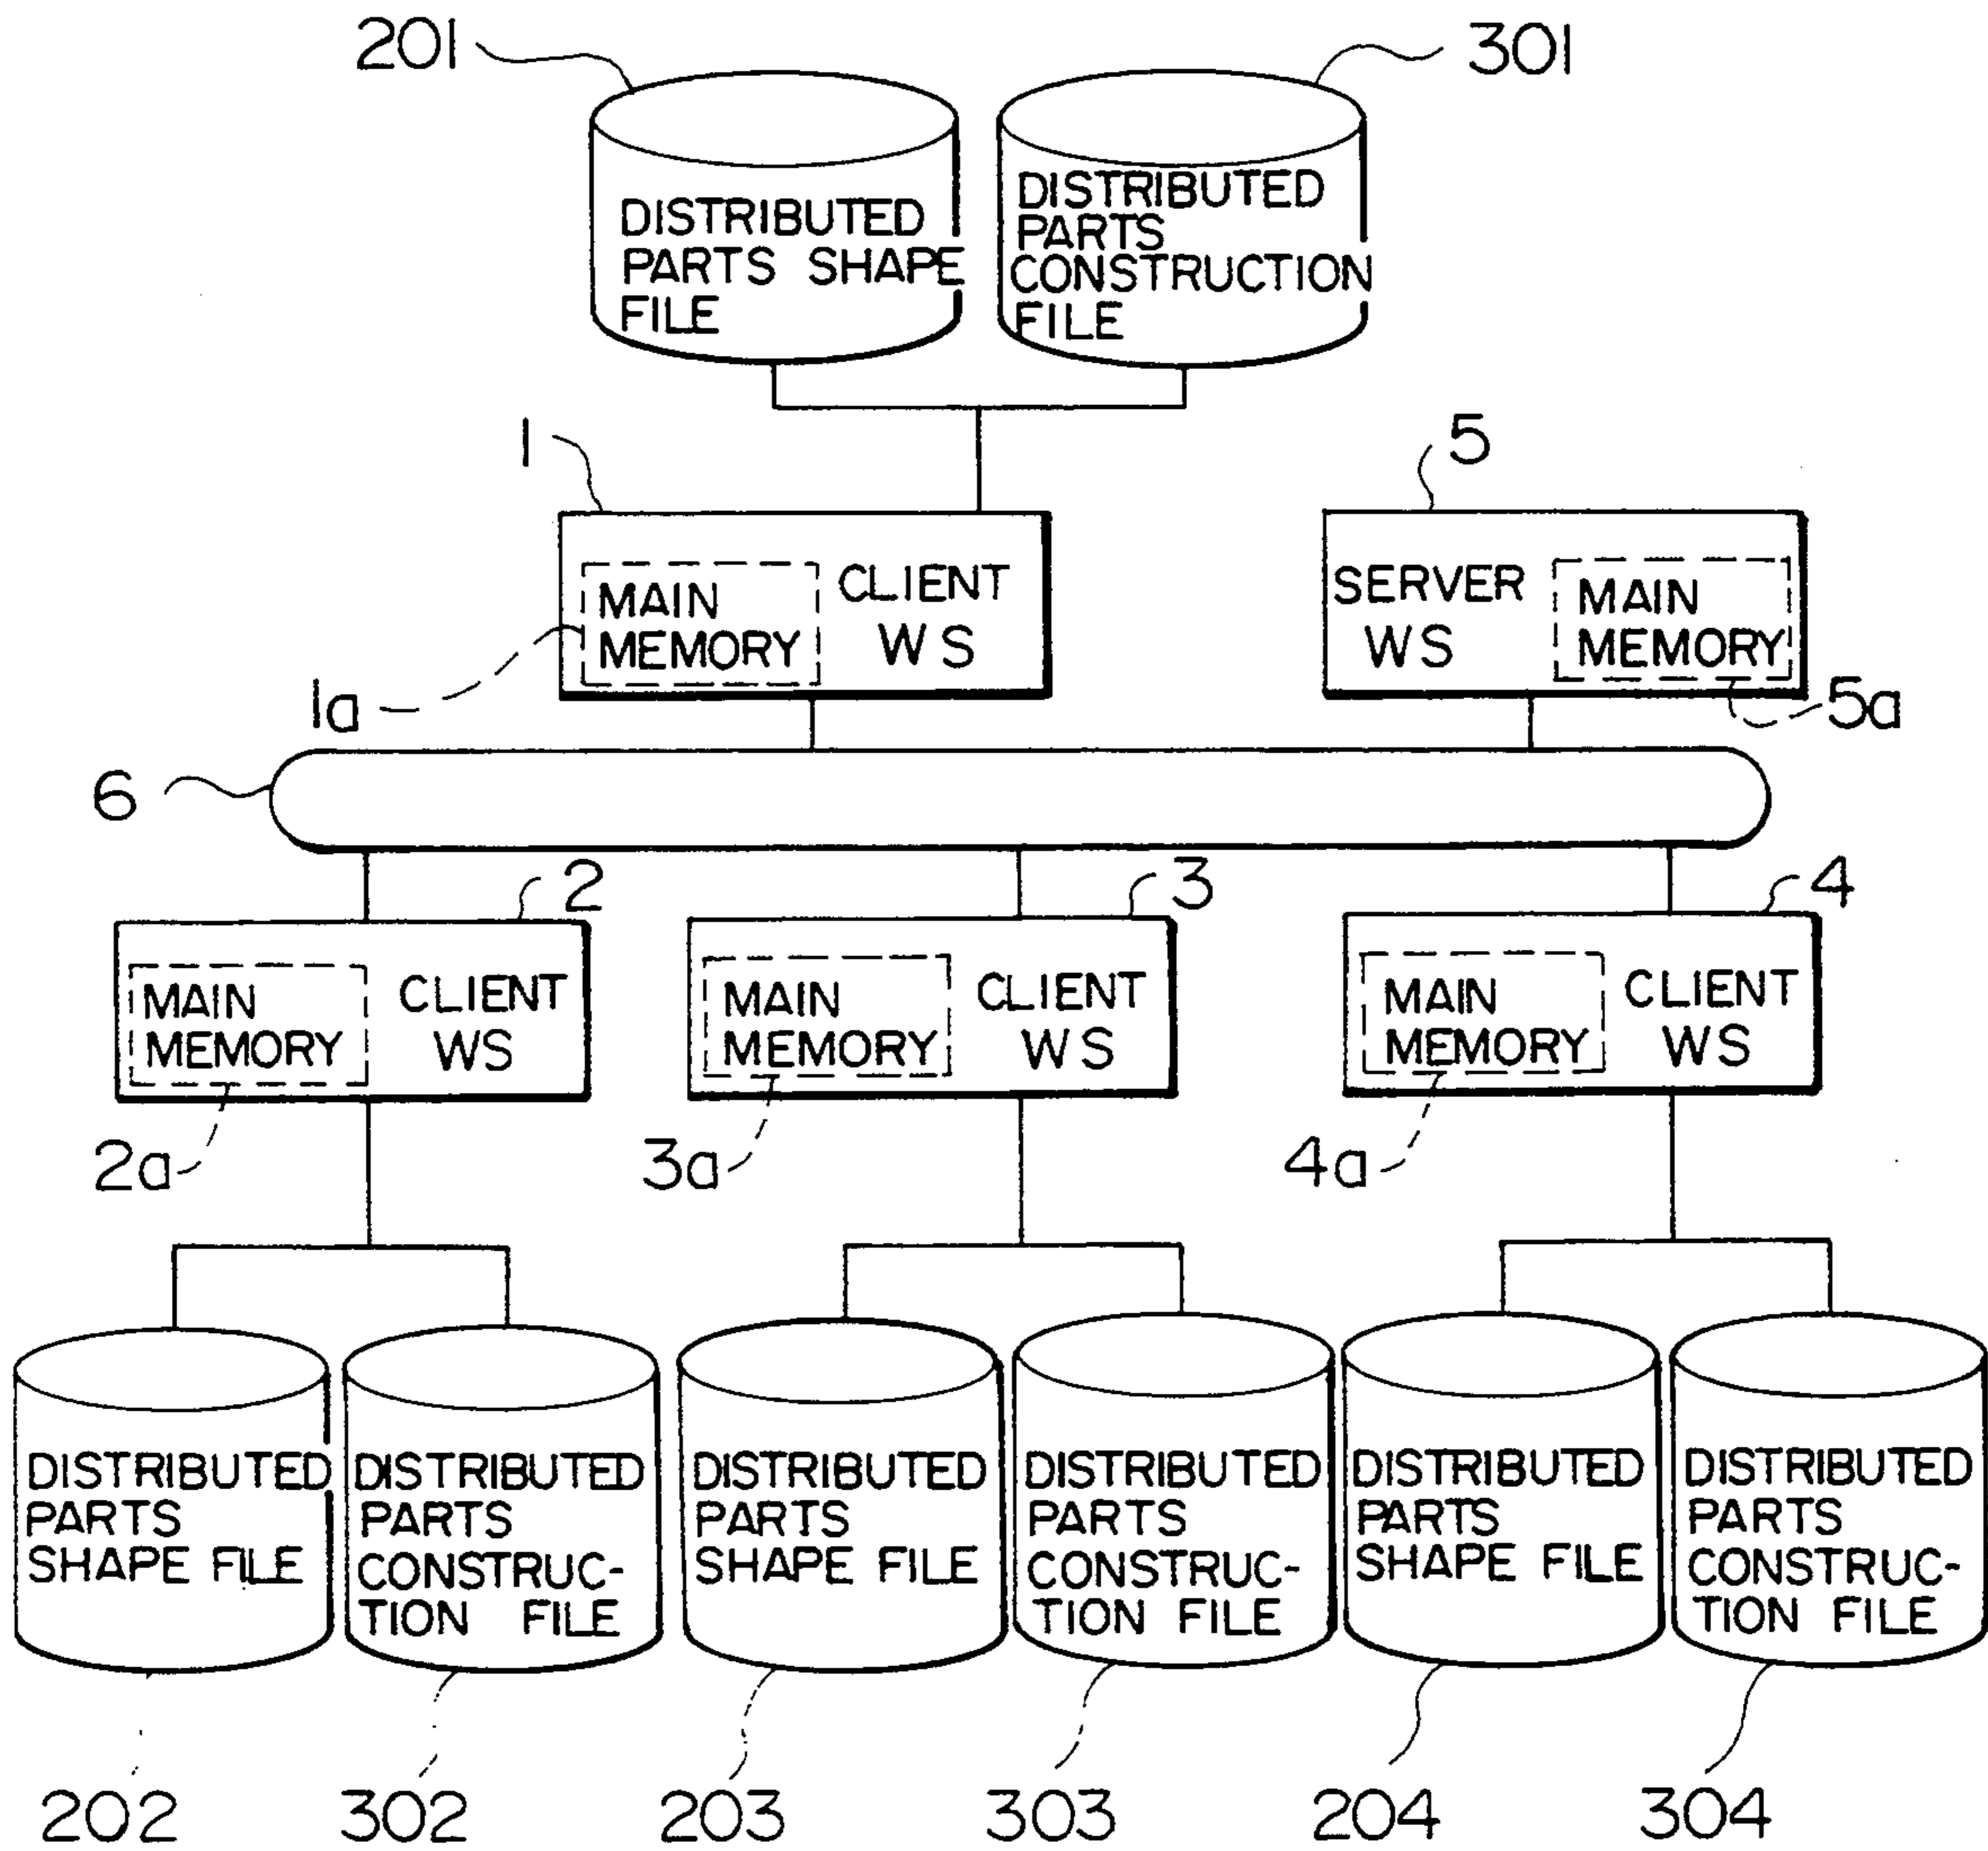 201
301
DISTRIBUTED
PARTS SHAPE
FILE
DISTRIBUTED
PARTS
CONSTRUCTION
FILE
1
5
MAIN
MEMORY
CLIENT
WS
SERVER
WS
MAIN
MEMORY
1a
5a
6
2
3
4
MAIN
MEMORY
CLIENT
WS
MAIN
MEMORY
CLIENT
WS
MAIN
MEMORY
CLIENT
WS
2a
3a
4a
DISTRIBUTED
PARTS
SHAPE FILE
DISTRIBUTED
PARTS
CONSTRUC-
TION FILE
DISTRIBUTED
PARTS
SHAPE FILE
DISTRIBUTED
PARTS
CONSTRUC-
TION FILE
DISTRIBUTED
PARTS
SHAPE FILE
DISTRIBUTED
PARTS
CONSTRUC-
TION FILE
202
302
203
303
204
304